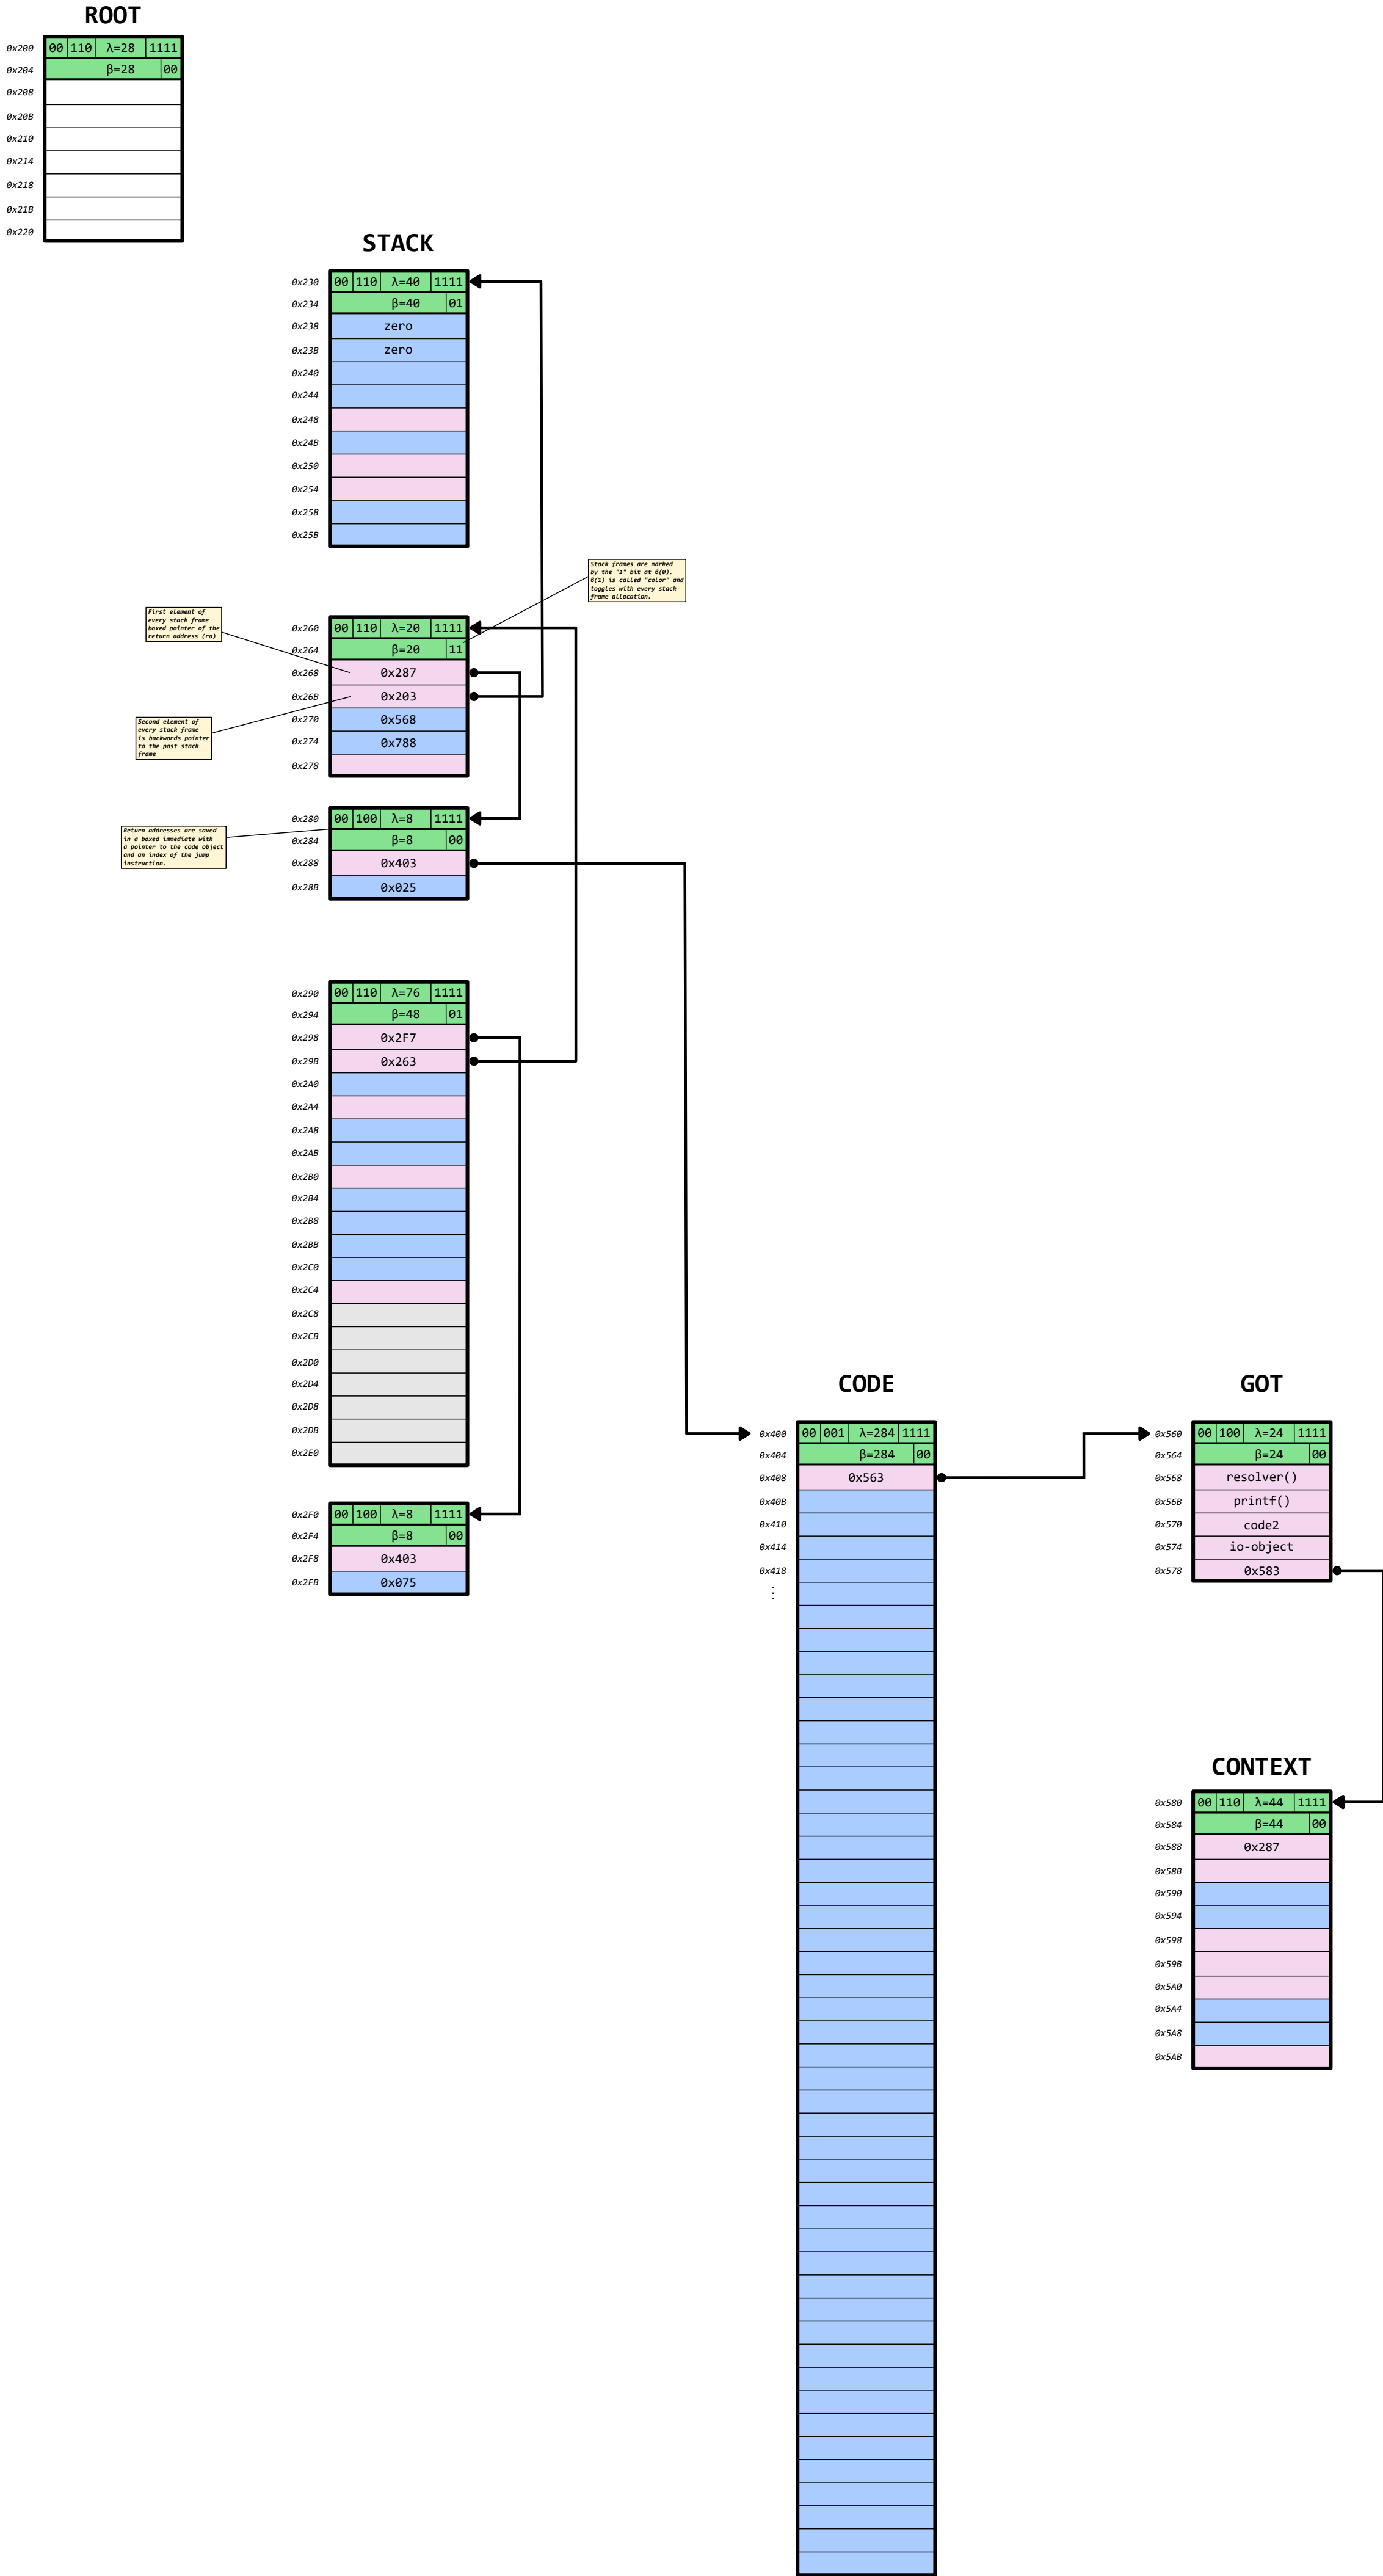 ROOT
0x200 00 110 λ=28 1111
0x204 β=28 00
0x208
0x20B
0x210
0x214
0x218
0x21B
0x220
STACK
0x230 00 110 λ=40 1111
0x234 β=40 01
0x238 zero
0x23B zero
0x240
0x244
0x248
0x24B
0x250
0x254
0x258
0x25B
Stack frames are marked
by the "1" bit at β(0).
β(1) is called "color" and
toggles with every stack
frame allocation.
First element of
every stack frame
boxed pointer of the
return address (ra)
0x260 00 110 λ=20 1111
0x264 β=20 11
0x268 0x287
0x26B 0x203
0x270 0x568
0x274 0x788
0x278
Second element of
every stack frame
is backwards pointer
to the past stack
frame
0x280 00 100 λ=8 1111
0x284 β=8 00
0x288 0x403
0x28B 0x025
Return addresses are saved
in a boxed immediate with
a pointer to the code object
and an index of the jump
instruction.
0x290 00 110 λ=76 1111
0x294 β=48 01
0x298 0x2F7
0x29B 0x263
0x2A0
0x2A4
0x2A8
0x2AB
0x2B0
0x2B4
0x2B8
0x2BB
0x2C0
0x2C4
0x2C8
0x2CB
0x2D0
0x2D4
0x2D8
0x2DB
0x2E0
0x2F0 00 100 λ=8 1111
0x2F4 β=8 00
0x2F8 0x403
0x2FB 0x075
CODE
0x400 00 001 λ=284 1111
0x404 β=284 00
0x408 0x563
0x40B
0x410
0x414
0x418
⋮
GOT
0x560 00 100 λ=24 1111
0x564 β=24 00
0x568 resolver()
0x56B printf()
0x570 code2
0x574 io-object
0x578 0x583
CONTEXT
0x580 00 110 λ=44 1111
0x584 β=44 00
0x588 0x287
0x58B
0x590
0x594
0x598
0x59B
0x5A0
0x5A4
0x5A8
0x5AB